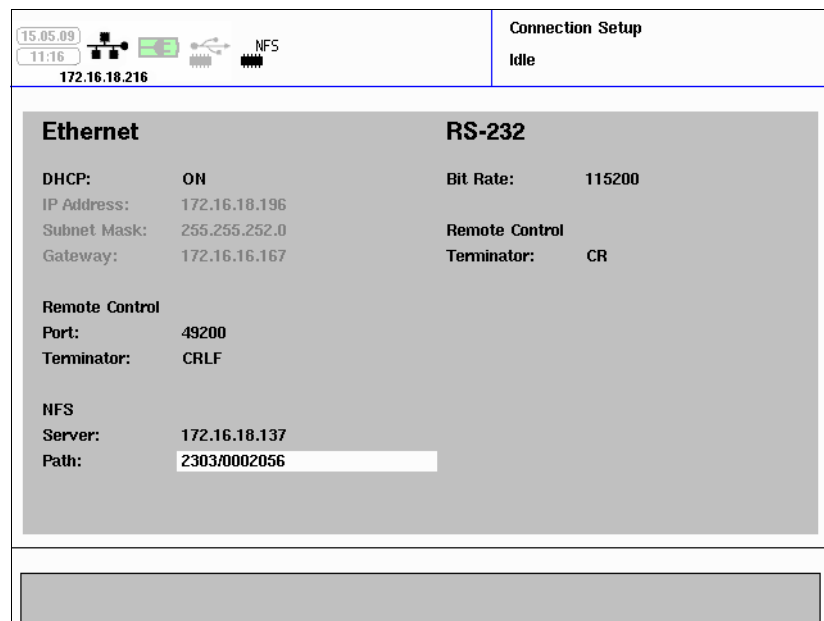 15.05.09
11:16
172.16.18.216
NFS
Connection Setup
Idle
Ethernet
DHCP: ON
IP Address: 172.16.18.196
Subnet Mask: 255.255.252.0
Gateway: 172.16.16.167
Remote Control
Port: 49200
Terminator: CRLF
NFS
Server: 172.16.18.137
Path: 2303/0002056
RS-232
Bit Rate: 115200
Remote Control
Terminator: CR